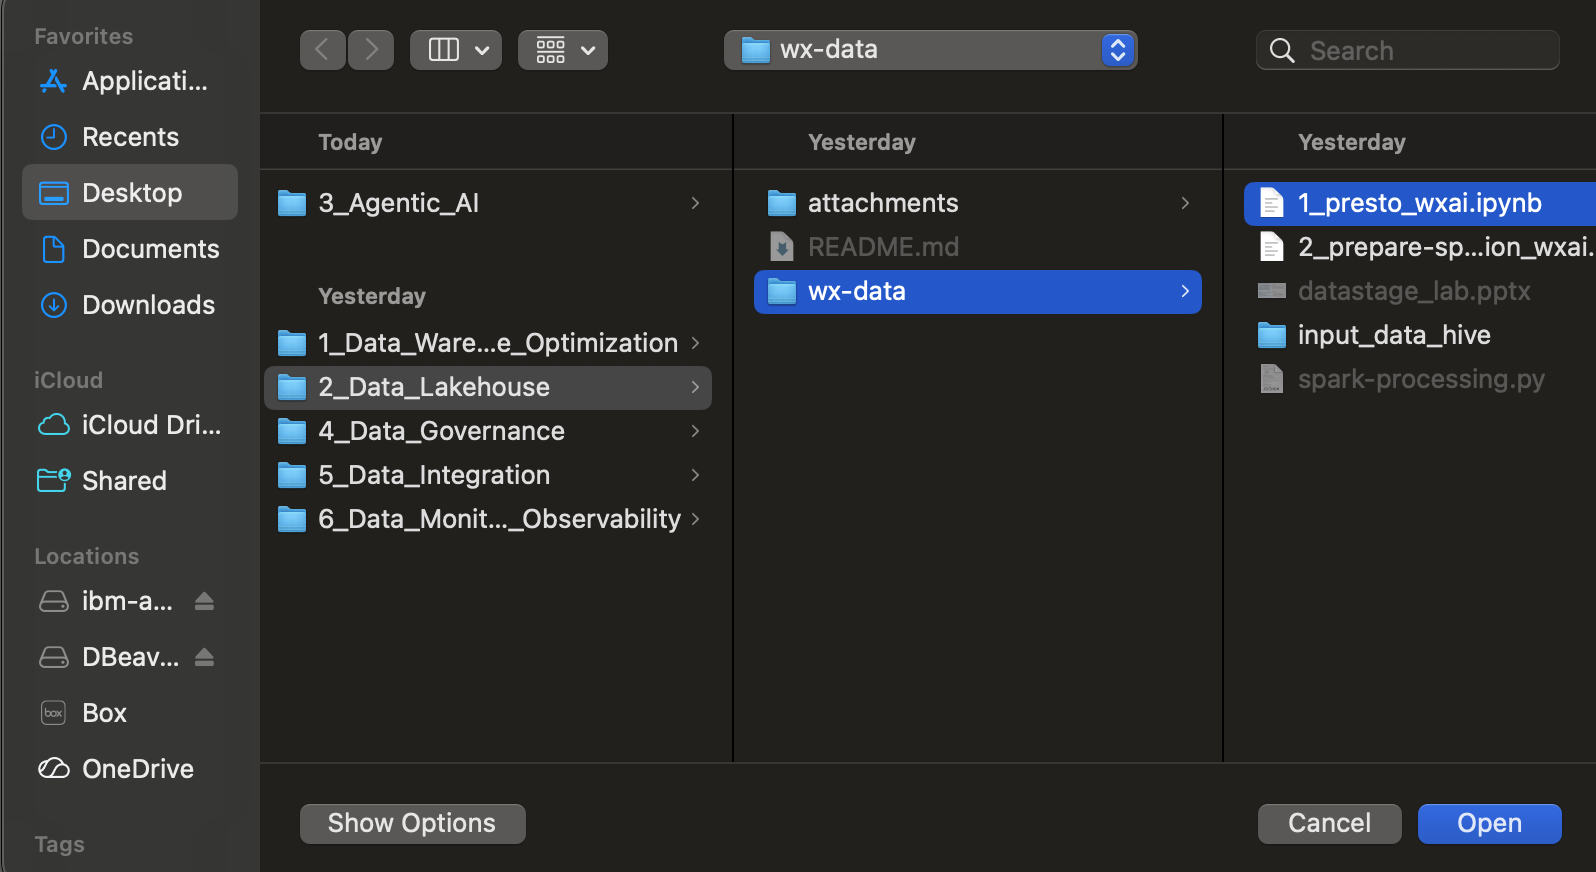 Favorites
Applicati...
Recents
Desktop
Documents
Downloads
iCloud
iCloud Dri...
Shared
Locations
ibm-a...
DBeav...
box
Box
OneDrive
Tags
wx-data
Search
Today
3_Agentic_AI
Yesterday
1_Data_Ware...e_Optimization
2_Data_Lakehouse
4_Data_Governance
5_Data_Integration
6_Data_Monit..._Observability
Yesterday
attachments
README.md
wx-data
Yesterday
1_presto_wxai.ipynb
2_prepare-sp...ion_wxai.
datastage_lab.pptx
input_data_hive
spark-processing.py
Show Options
Cancel
Open